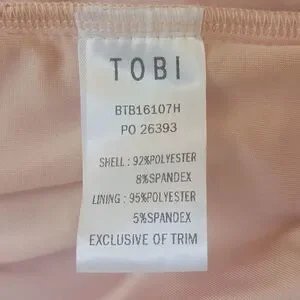 TOBI
BTB16107H
PO 26393
SHELL : 92%POLYESTER
8%SPANDEX
LINING : 95%POLYESTER
5%SPANDEX
EXCLUSIVE OF TRIM